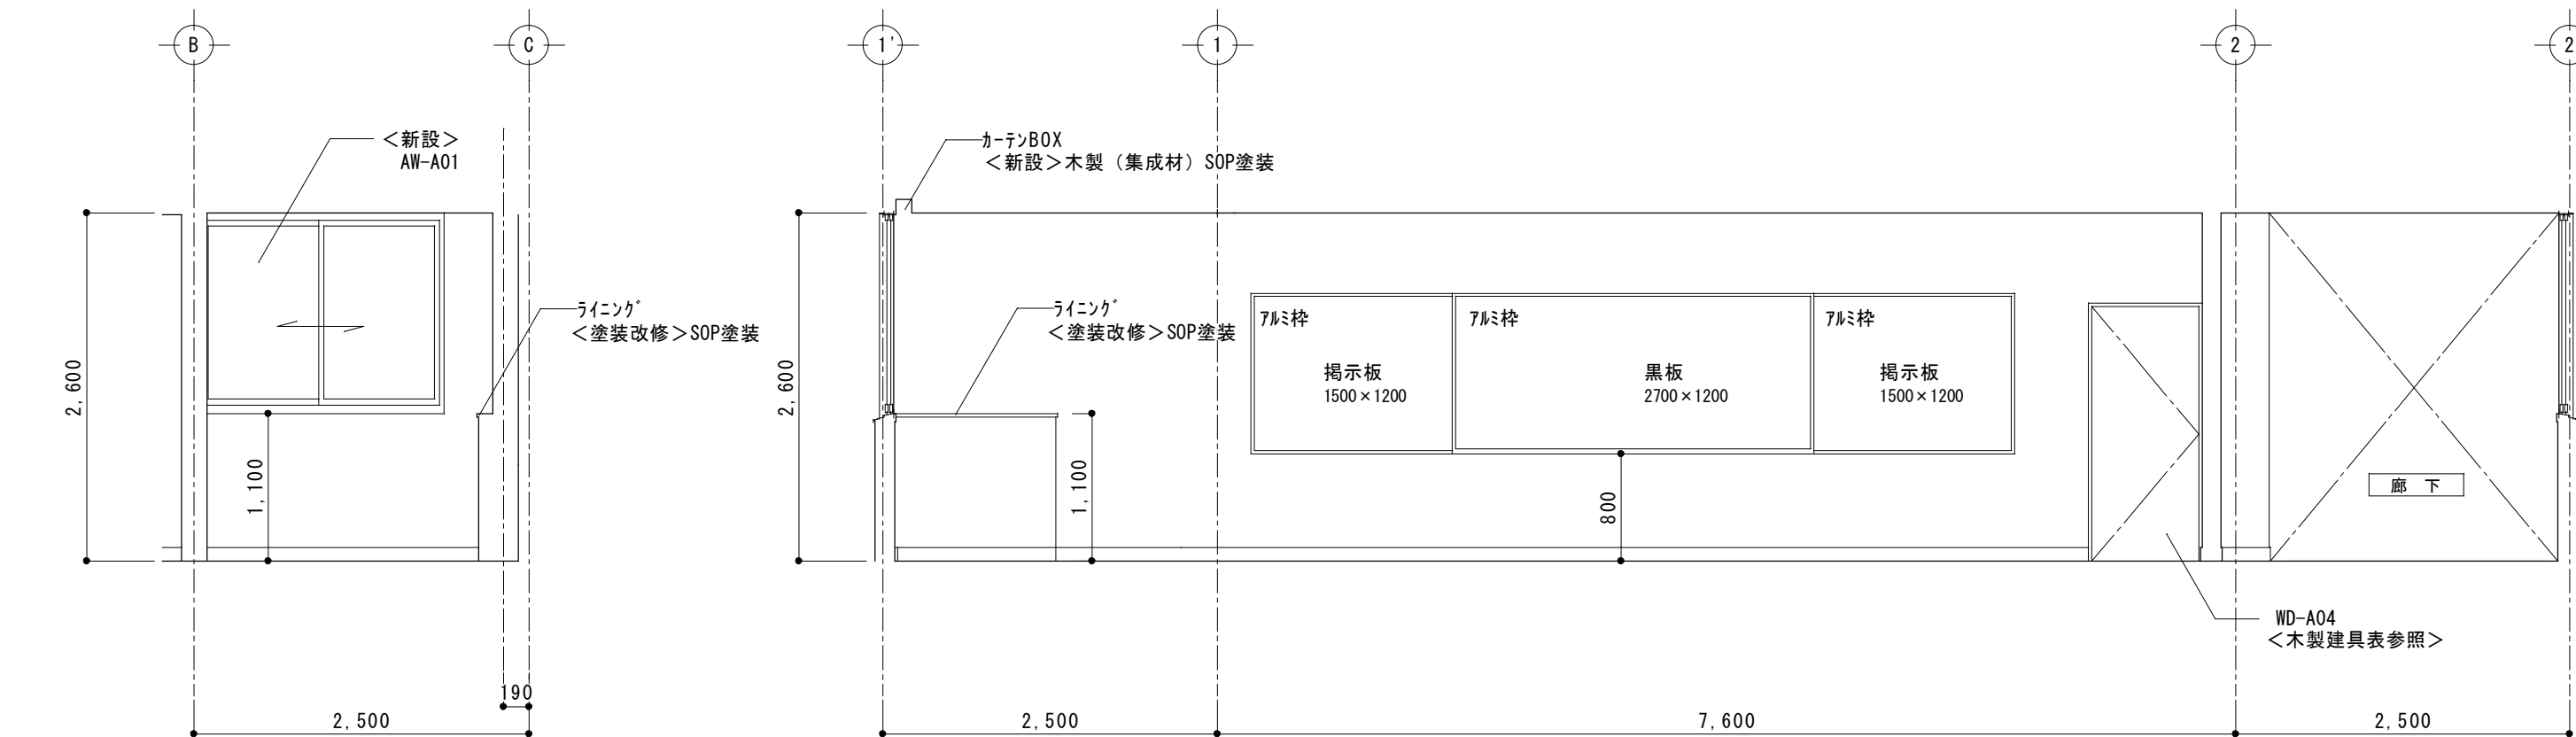 B
C
1'
1
2
2
<新設>
AW-A01
カーテンBOX
<新設>木製(集成材)SOP塗装
ライニング
<塗装改修>SOP塗装
ライニング
<塗装改修>SOP塗装
アルミ枠
アルミ枠
アルミ枠
掲示板
1500×1200
黒板
2700×1200
掲示板
1500×1200
2,600
2,600
1,100
1,100
800
廊 下
WD-A04
<木製建具表参照>
190
2,500
2,500
7,600
2,500